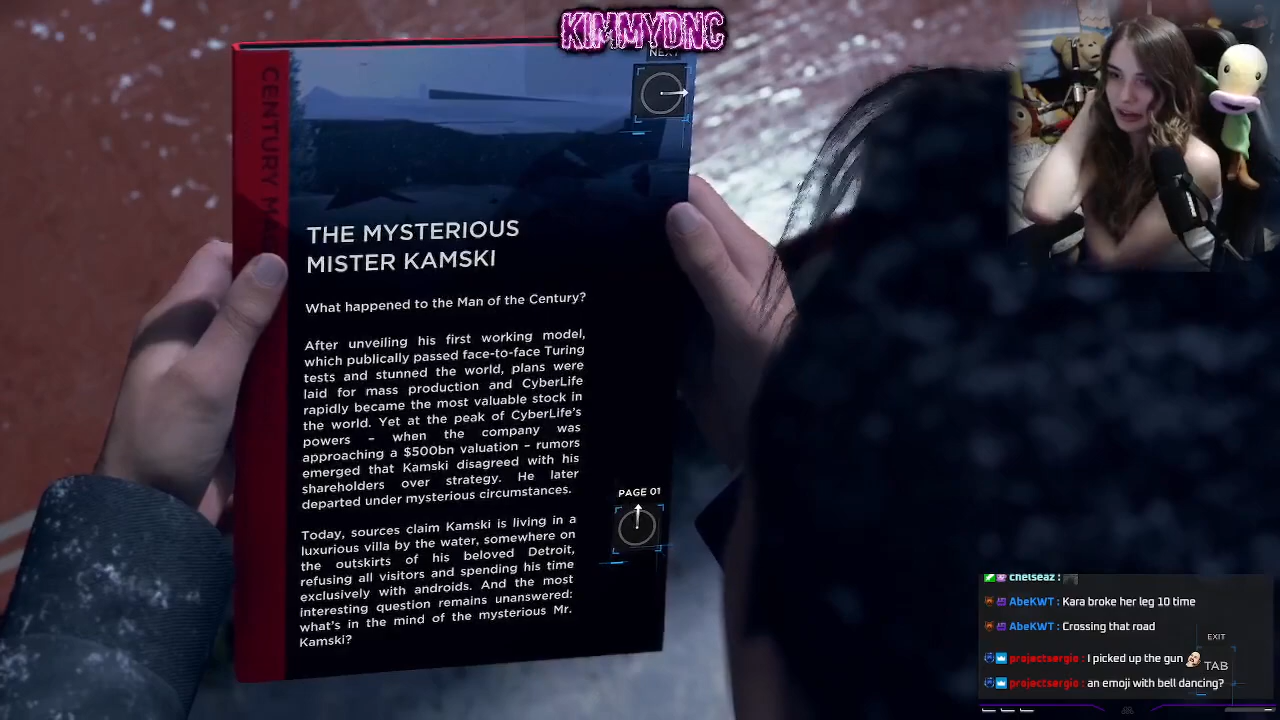 KIMMYDNC
NEXT
CENTURY
THE MYSTERIOUS
MISTER KAMSKI
What happened to the Man of the Century?
After unveiling his first working model,
which publically passed face-to-face Turing
tests and stunned the world, plans were
laid for mass production and CyberLife
rapidly became the most valuable stock in
the world. Yet at the peak of CyberLife's
powers – when the company was
approaching a $500bn valuation – rumors
emerged that Kamski disagreed with his
shareholders over strategy. He later
departed under mysterious circumstances.
PAGE 01
Today, sources claim Kamski is living in a
luxurious villa by the water, somewhere on
the outskirts of his beloved Detroit,
refusing all visitors and spending his time
exclusively with androids. And the most
interesting question remains unanswered:
what's in the mind of the mysterious Mr.
Kamski?
chelseaz :
AbeKWT : Kara broke her leg 10 time
AbeKWT : Crossing that road
EXIT
projectsergio : I picked up the gun
TAB
projectsergio : an emoji with bell dancing?